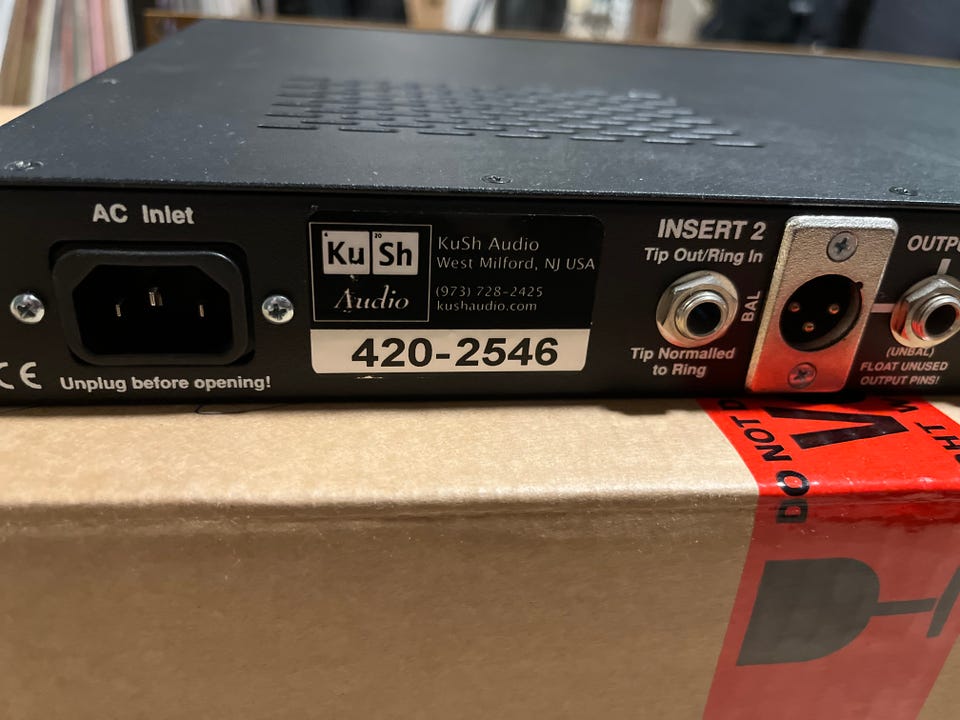 AC Inlet
CE
Unplug before opening!
Ku Sh
Audio
KuSh Audio
West Milford, NJ USA
(973) 728-2425
kushaudio.com
420-2546
INSERT 2
Tip Out/Ring In
BAL
Tip Normalled
to Ring
OUTPU
(UNBAL)
FLOAT UNUSED
OUTPUT PINS!
DO NOT D